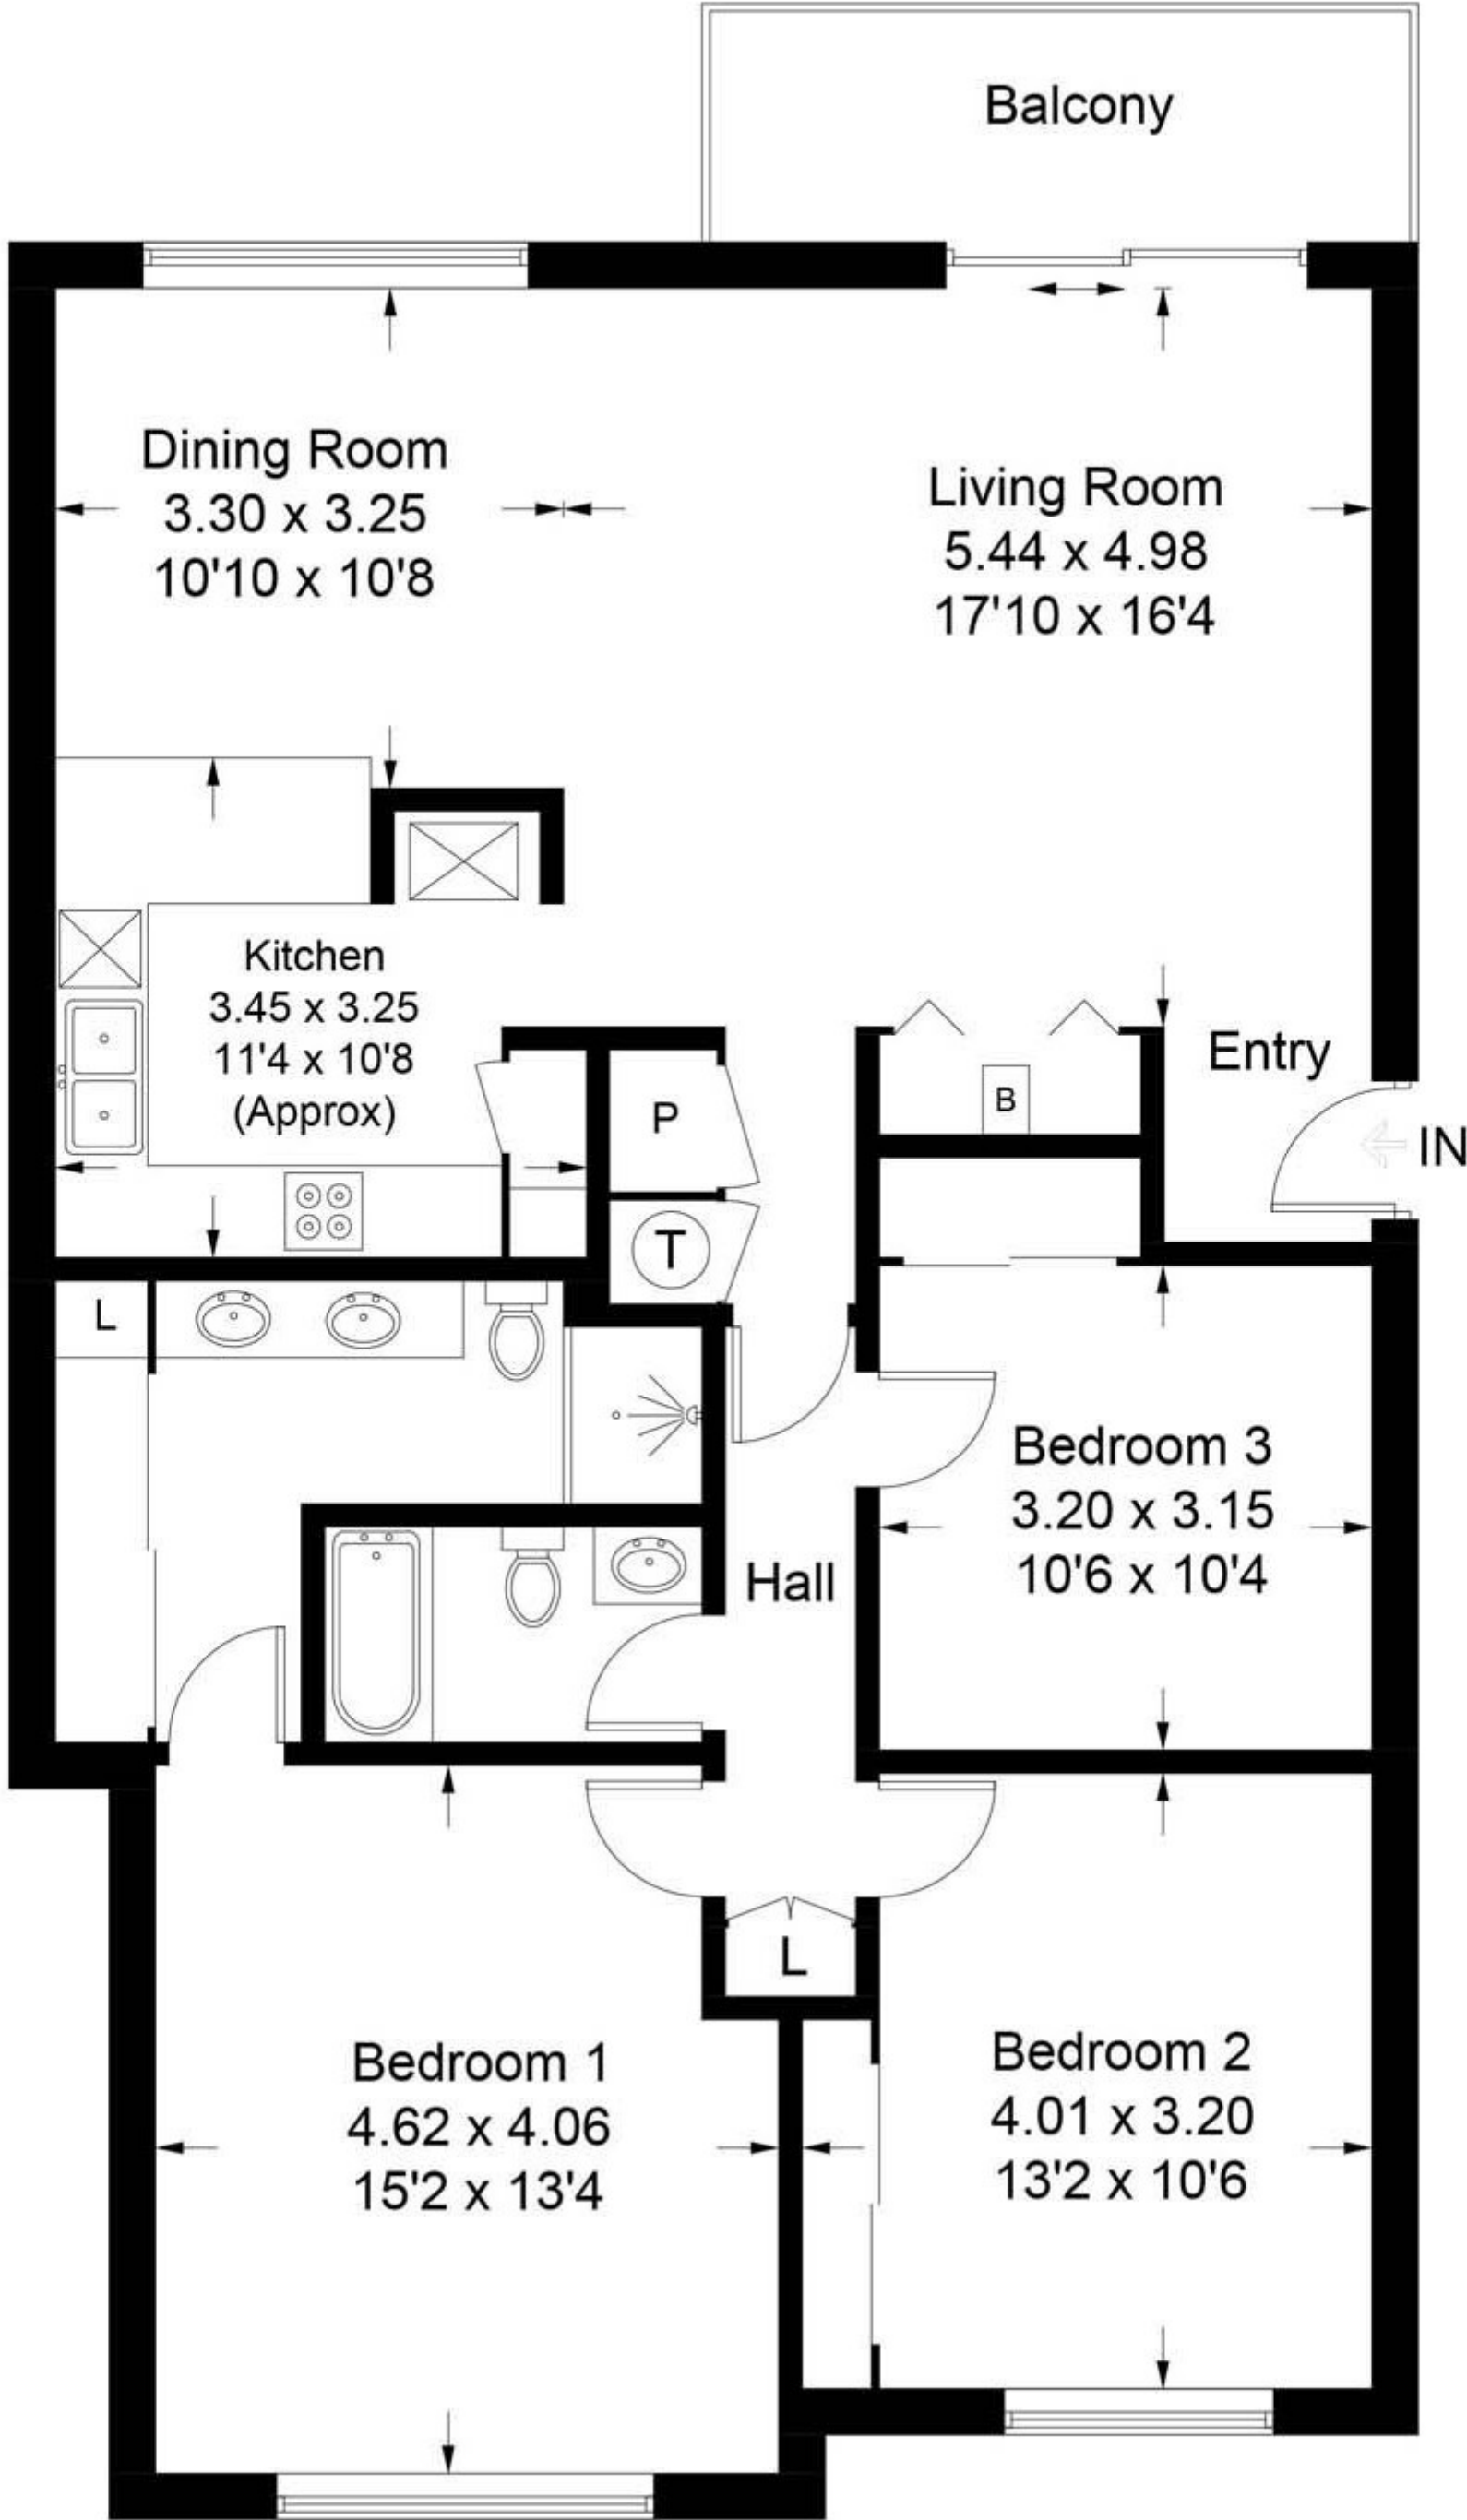 Balcony
Dining Room
3.30 x 3.25
10'10 x 10'8
Living Room
5.44 x 4.98
17'10 x 16'4
Kitchen
3.45 x 3.25
11'4 x 10'8
(Approx)
Entry
B
P
IN
T
L
Bedroom 3
3.20 x 3.15
10'6 x 10'4
Hall
L
Bedroom 1
4.62 x 4.06
15'2 x 13'4
Bedroom 2
4.01 x 3.20
13'2 x 10'6